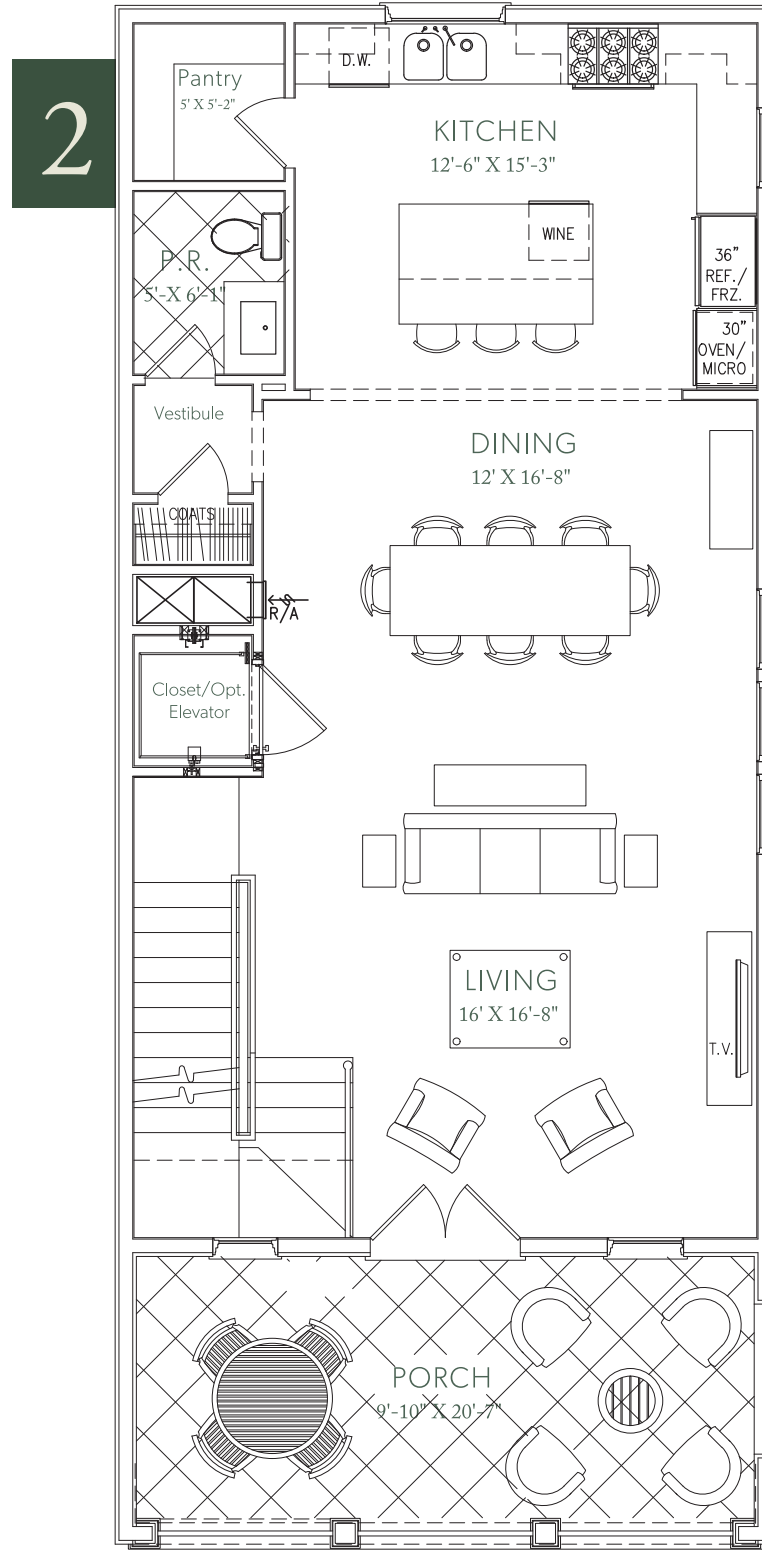 2
Pantry
5' X 5'-2"
D.W.
KITCHEN
12'-6" X 15'-3"
WINE
36"
REF./
FRZ.
30"
OVEN/
MICRO
P.R.
5'-X 6'-1"
Vestibule
COATS
DINING
12' X 16'-8"
R/A
Closet/Opt.
Elevator
LIVING
16' X 16'-8"
T.V.
PORCH
9'-10" X 20'-7"